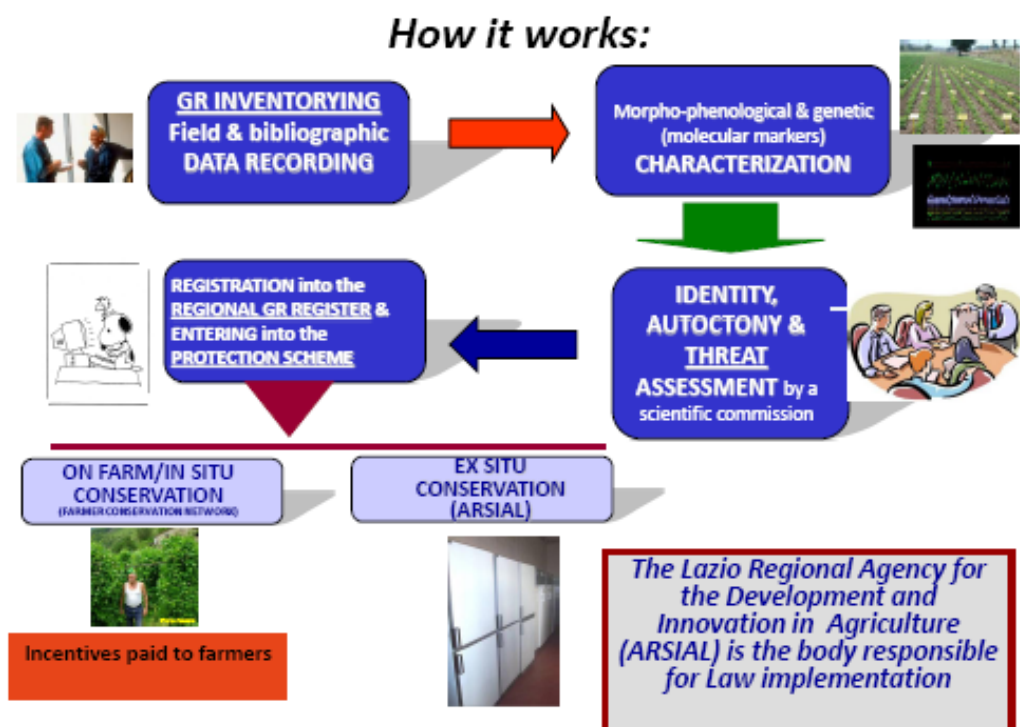 How it works:
GR INVENTORYING
Field & bibliographic
DATA RECORDING
Morpho-phenological & genetic
(molecular markers)
CHARACTERIZATION
REGISTRATION into the
REGIONAL GR REGISTER &
ENTERING into the
PROTECTION SCHEME
IDENTITY,
AUTOCTONY &
THREAT
ASSESSMENT by a
scientific commission
ON FARM/IN SITU
CONSERVATION
(FARMER CONSERVATION NETWORK)
EX SITU
CONSERVATION
(ARSIAL)
Incentives paid to farmers
The Lazio Regional Agency for
the Development and
Innovation in Agriculture
(ARSIAL) is the body responsible
for Law implementation